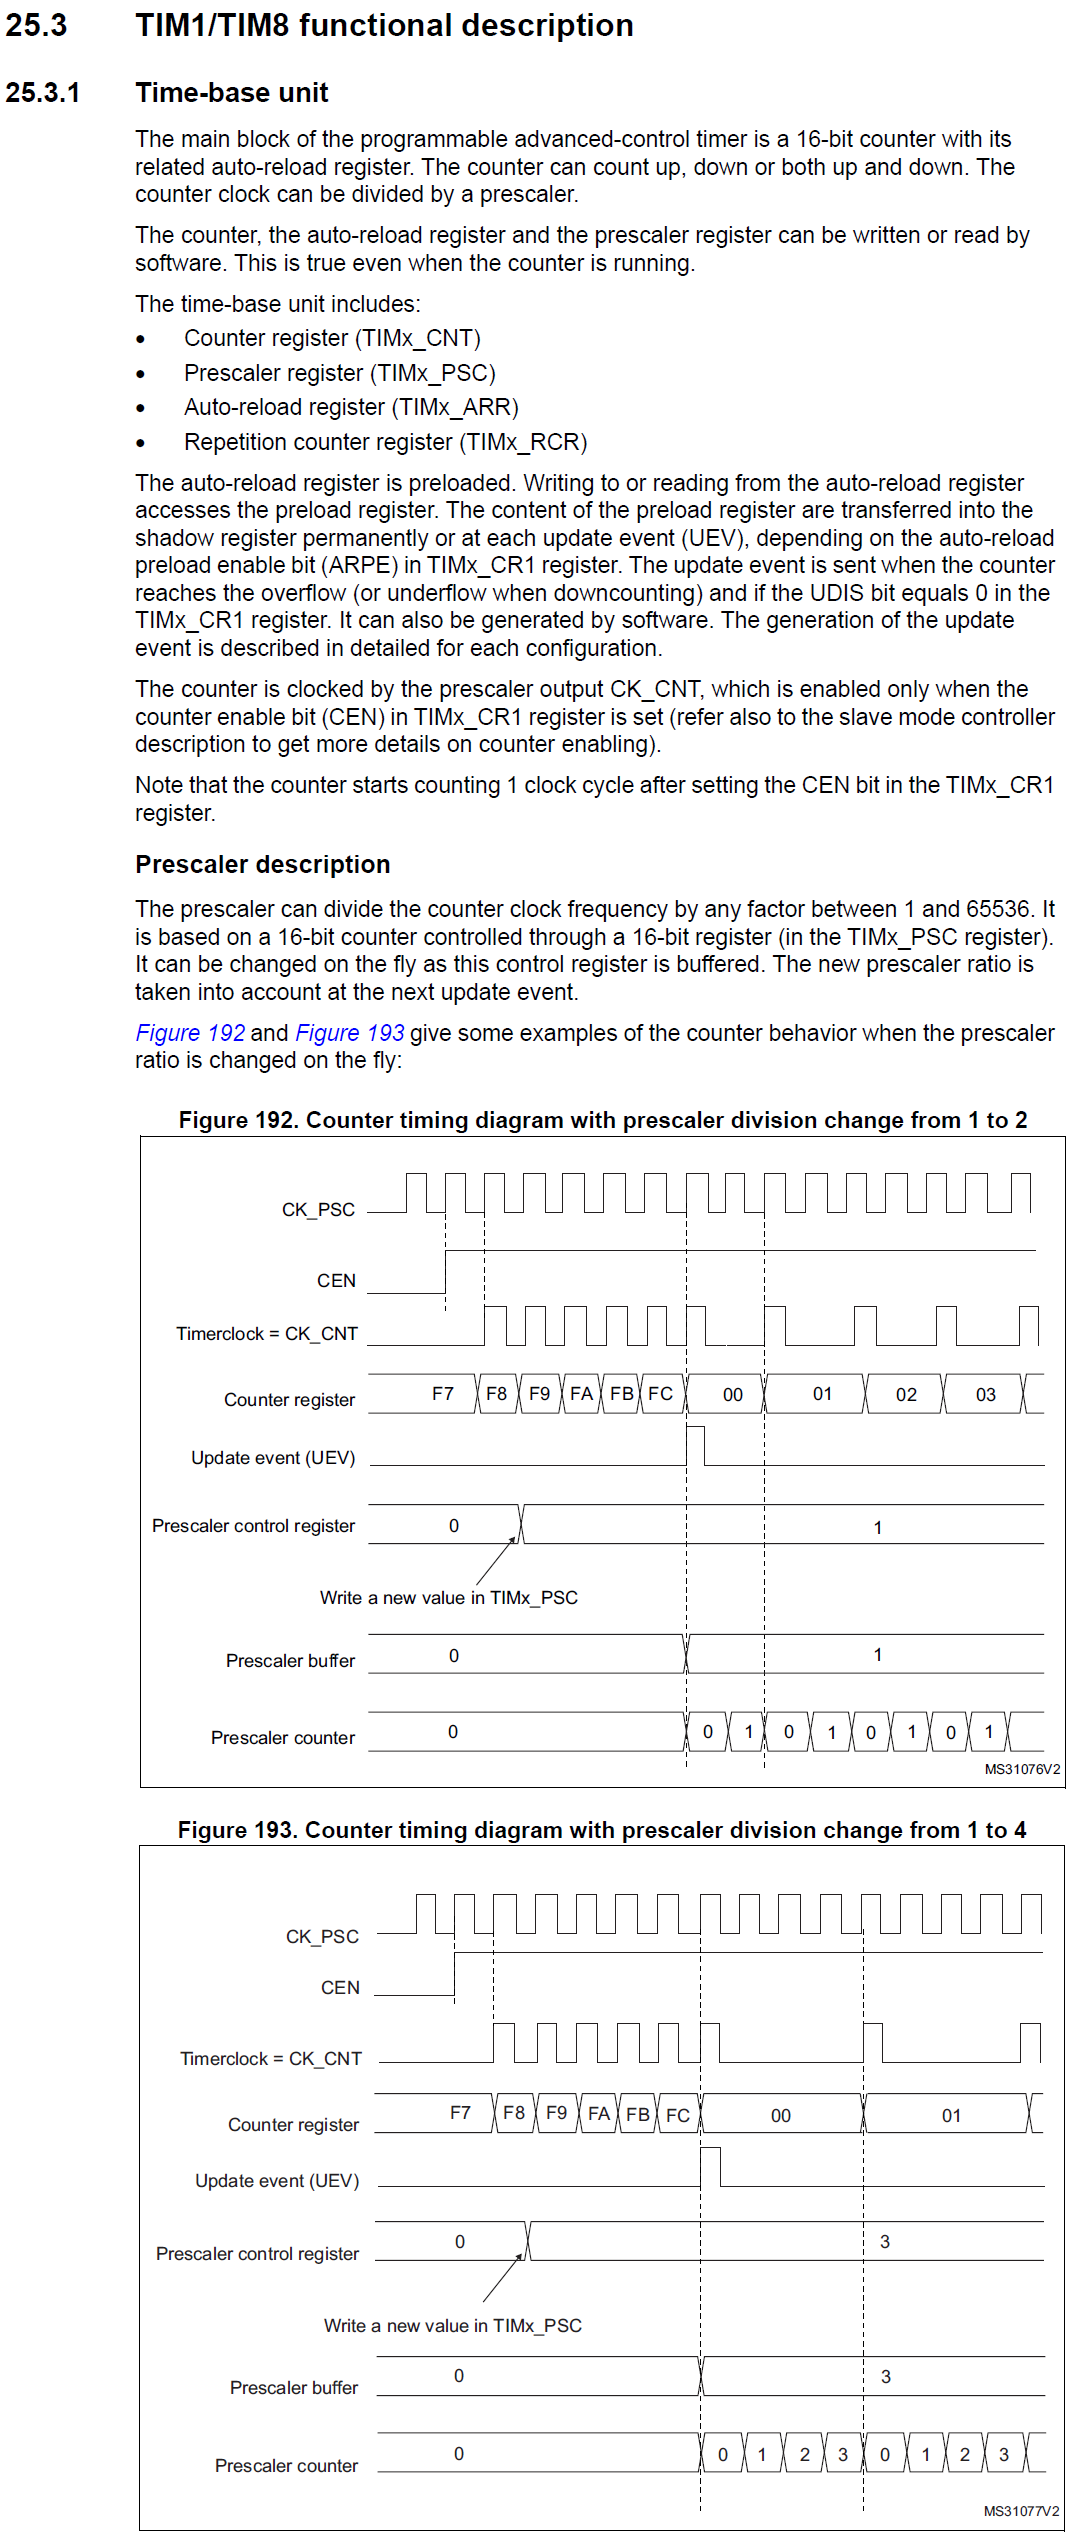 25.3 TIM1/TIM8 functional description
25.3.1 Time-base unit
The main block of the programmable advanced-control timer is a 16-bit counter with its
related auto-reload register. The counter can count up, down or both up and down. The
counter clock can be divided by a prescaler.
The counter, the auto-reload register and the prescaler register can be written or read by
software. This is true even when the counter is running.
The time-base unit includes:
• Counter register (TIMx_CNT)
• Prescaler register (TIMx_PSC)
• Auto-reload register (TIMx_ARR)
• Repetition counter register (TIMx_RCR)
The auto-reload register is preloaded. Writing to or reading from the auto-reload register
accesses the preload register. The content of the preload register are transferred into the
shadow register permanently or at each update event (UEV), depending on the auto-reload
preload enable bit (ARPE) in TIMx_CR1 register. The update event is sent when the counter
reaches the overflow (or underflow when downcounting) and if the UDIS bit equals 0 in the
TIMx_CR1 register. It can also be generated by software. The generation of the update
event is described in detailed for each configuration.
The counter is clocked by the prescaler output CK_CNT, which is enabled only when the
counter enable bit (CEN) in TIMx_CR1 register is set (refer also to the slave mode controller
description to get more details on counter enabling).
Note that the counter starts counting 1 clock cycle after setting the CEN bit in the TIMx_CR1
register.
Prescaler description
The prescaler can divide the counter clock frequency by any factor between 1 and 65536. It
is based on a 16-bit counter controlled through a 16-bit register (in the TIMx_PSC register).
It can be changed on the fly as this control register is buffered. The new prescaler ratio is
taken into account at the next update event.
Figure 192 and Figure 193 give some examples of the counter behavior when the prescaler
ratio is changed on the fly:
Figure 192. Counter timing diagram with prescaler division change from 1 to 2
CK_PSC
CEN
Timerclock = CK_CNT
Counter register F7 F8 F9 FA FB FC 00 01 02 03
Update event (UEV)
Prescaler control register 0 1
Write a new value in TIMx_PSC
Prescaler buffer 0 1
Prescaler counter 0 0 1 0 1 0 1 0 1
MS31076V2
Figure 193. Counter timing diagram with prescaler division change from 1 to 4
CK_PSC
CEN
Timerclock = CK_CNT
Counter register F7 F8 F9 FA FB FC 00 01
Update event (UEV)
Prescaler control register 0 3
Write a new value in TIMx_PSC
Prescaler buffer 0 3
Prescaler counter 0 0 1 2 3 0 1 2 3
MS31077V2